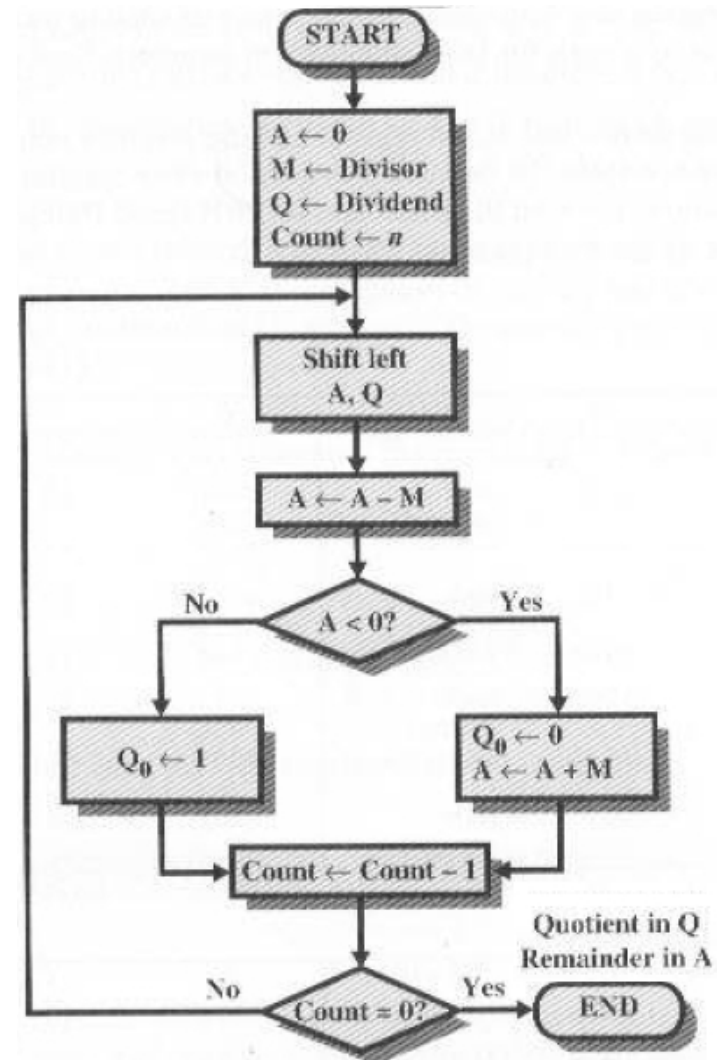 START
A ← 0
M ← Divisor
Q ← Dividend
Count ← n
Shift left
A, Q
A ← A − M
No
Yes
A < 0?
Q₀ ← 1
Q₀ ← 0
A ← A + M
Count ← Count − 1
Quotient in Q
Remainder in A
No
Yes
Count = 0?
END